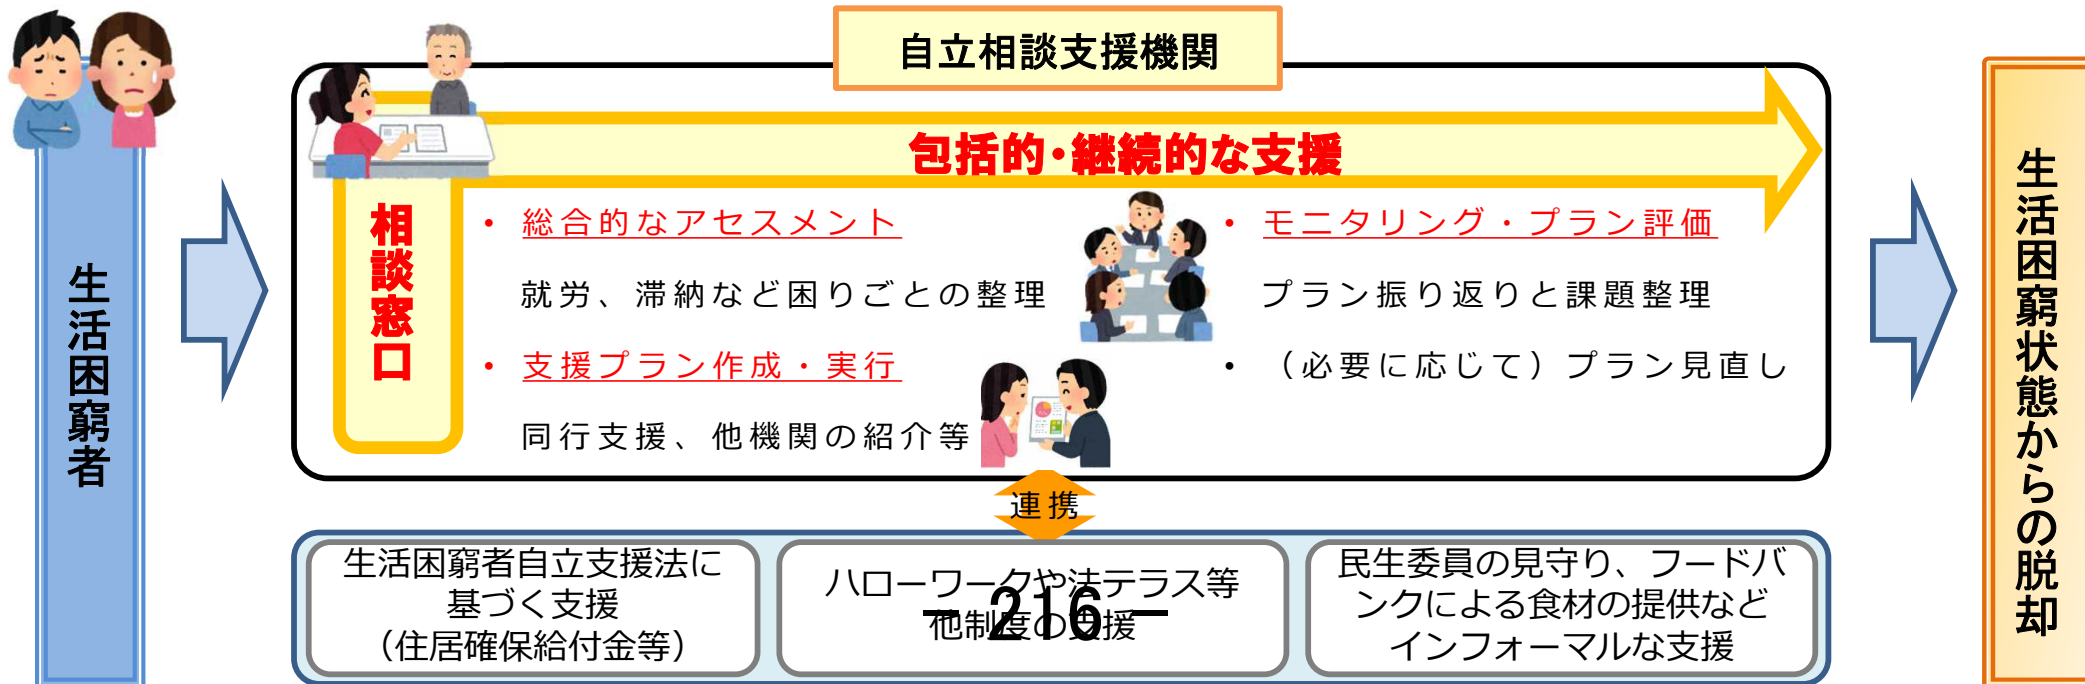 自立相談支援機関
生活困窮者
包括的・継続的な支援
相談窓口
・ 総合的なアセスメント
就労、滞納など困りごとの整理
・ 支援プラン作成・実行
同行支援、他機関の紹介等
・ モニタリング・プラン評価
プラン振り返りと課題整理
・ （必要に応じて）プラン見直し
連携
生活困窮者自立支援法に
基づく支援
（住居確保給付金等）
ハローワークや法テラス等
他制度の支援
－ 216 －
民生委員の見守り、フードバ
ンクによる食材の提供など
インフォーマルな支援
生活困窮状態からの脱却